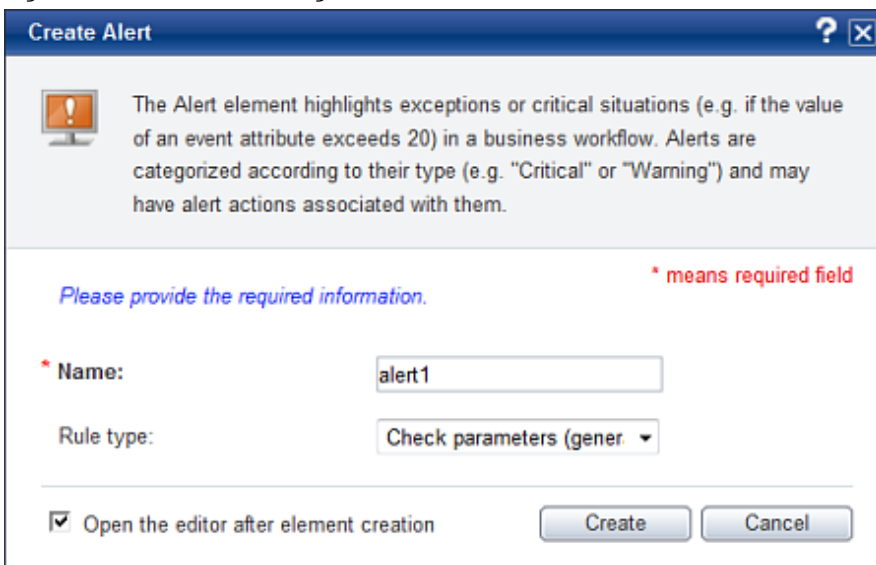 Create Alert ?
The Alert element highlights exceptions or critical situations (e.g. if the value
of an event attribute exceeds 20) in a business workflow. Alerts are
categorized according to their type (e.g. "Critical" or "Warning") and may
have alert actions associated with them.
* means required field
Please provide the required information.
* Name: alert1
Rule type: Check parameters (gener
Open the editor after element creation Create Cancel